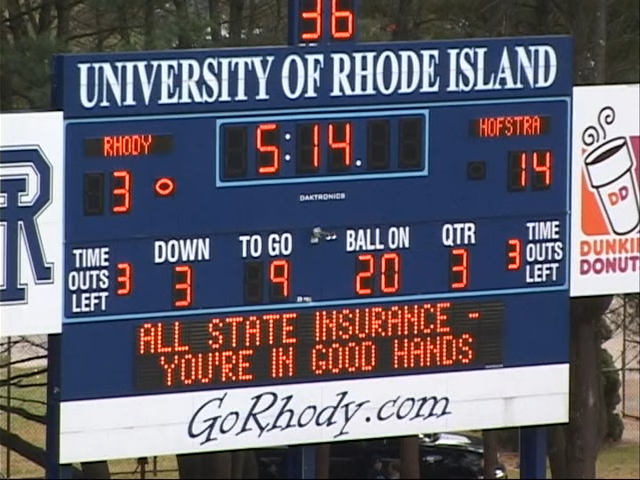 36
UNIVERSITY OF RHODE ISLAND
RHODY 5:14. HOFSTRA
3 14
DAKTRONICS
TIME OUTS LEFT 3
DOWN 3
TO GO 9
BALL ON 20
QTR 3
3 TIME OUTS LEFT
ALL STATE INSURANCE -
YOU'RE IN GOOD HANDS
GoRhody.com
DD
DUNKI
DONUT